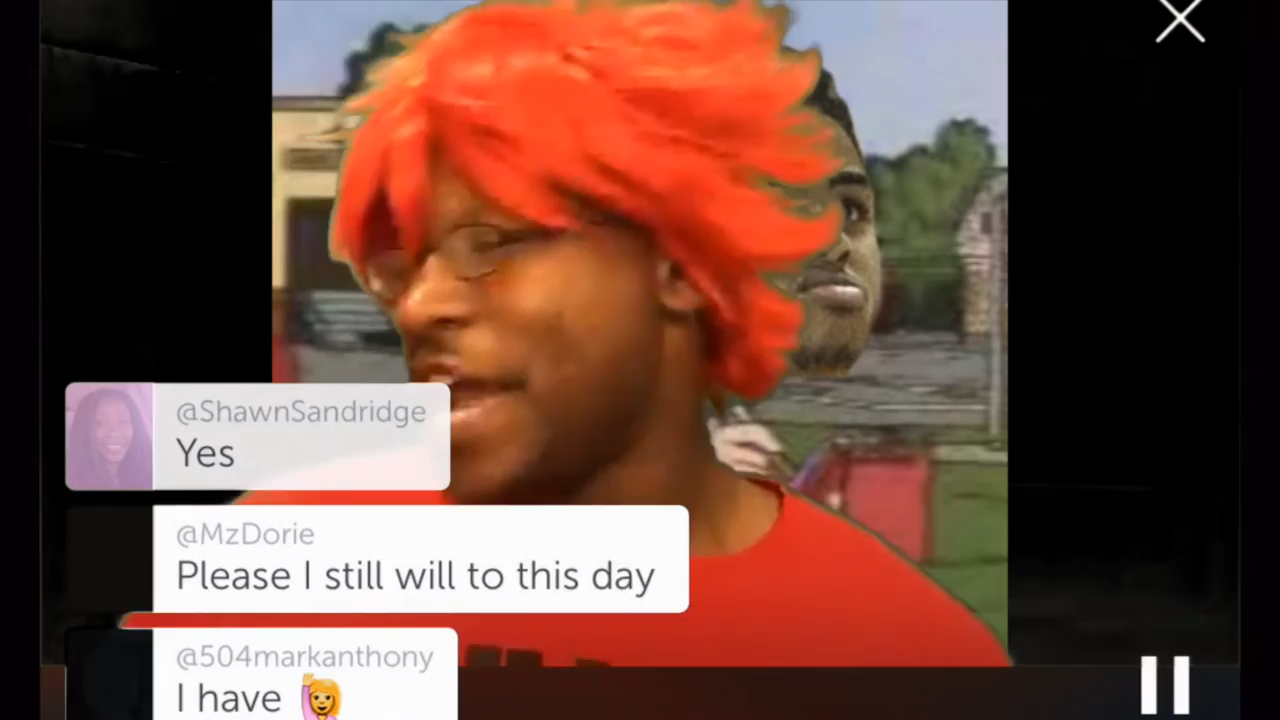 @ShawnSandridge
Yes
@MzDorie
Please I still will to this day
@504markanthony
I have 🙋